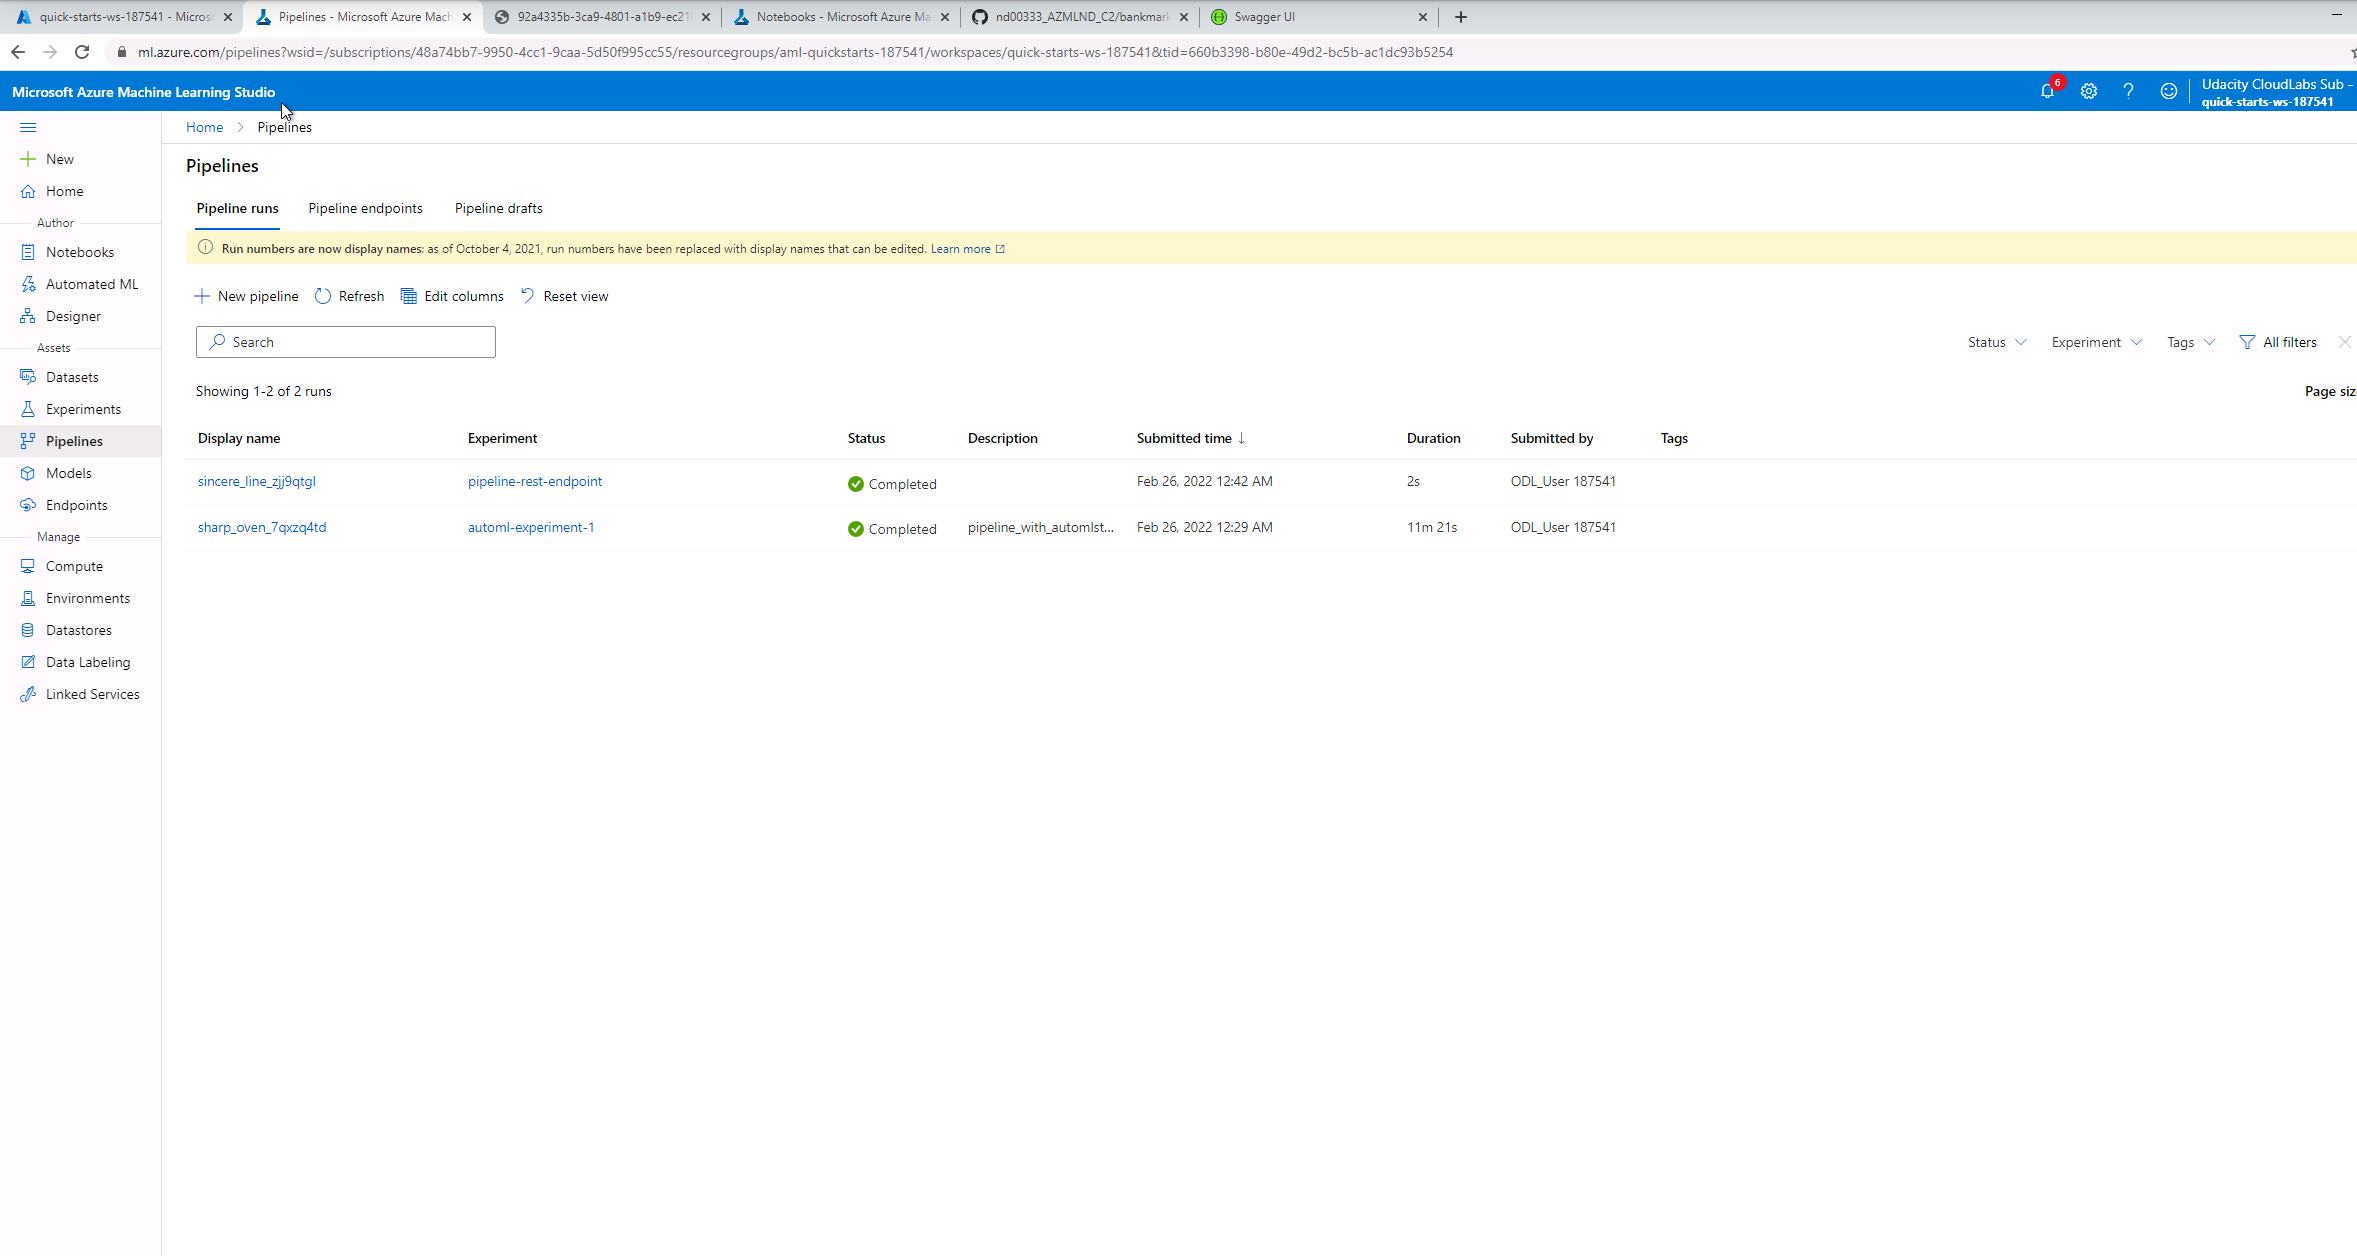 quick-starts-ws-187541 - Microso
Pipelines - Microsoft Azure Mach
92a4335b-3ca9-4801-a1b9-ec21
Notebooks - Microsoft Azure Ma
nd00333_AZMLND_C2/bankmark
Swagger UI
ml.azure.com/pipelines?wsid=/subscriptions/48a74bb7-9950-4cc1-9caa-5d50f995cc55/resourcegroups/aml-quickstarts-187541/workspaces/quick-starts-ws-187541&tid=660b3398-b80e-49d2-bc5b-ac1dc93b5254
Microsoft Azure Machine Learning Studio
6
Udacity CloudLabs Sub -
quick-starts-ws-187541
New
Home
Author
Notebooks
Automated ML
Designer
Assets
Datasets
Experiments
Pipelines
Models
Endpoints
Manage
Compute
Environments
Datastores
Data Labeling
Linked Services
Home > Pipelines
Pipelines
Pipeline runs Pipeline endpoints Pipeline drafts
Run numbers are now display names: as of October 4, 2021, run numbers have been replaced with display names that can be edited. Learn more
New pipeline Refresh Edit columns Reset view
Search
Status Experiment Tags All filters
Showing 1-2 of 2 runs
Page siz
Display name Experiment Status Description Submitted time ↓ Duration Submitted by Tags
sincere_line_zjj9qtgl pipeline-rest-endpoint Completed Feb 26, 2022 12:42 AM 2s ODL_User 187541
sharp_oven_7qxzq4td automl-experiment-1 Completed pipeline_with_automlst... Feb 26, 2022 12:29 AM 11m 21s ODL_User 187541